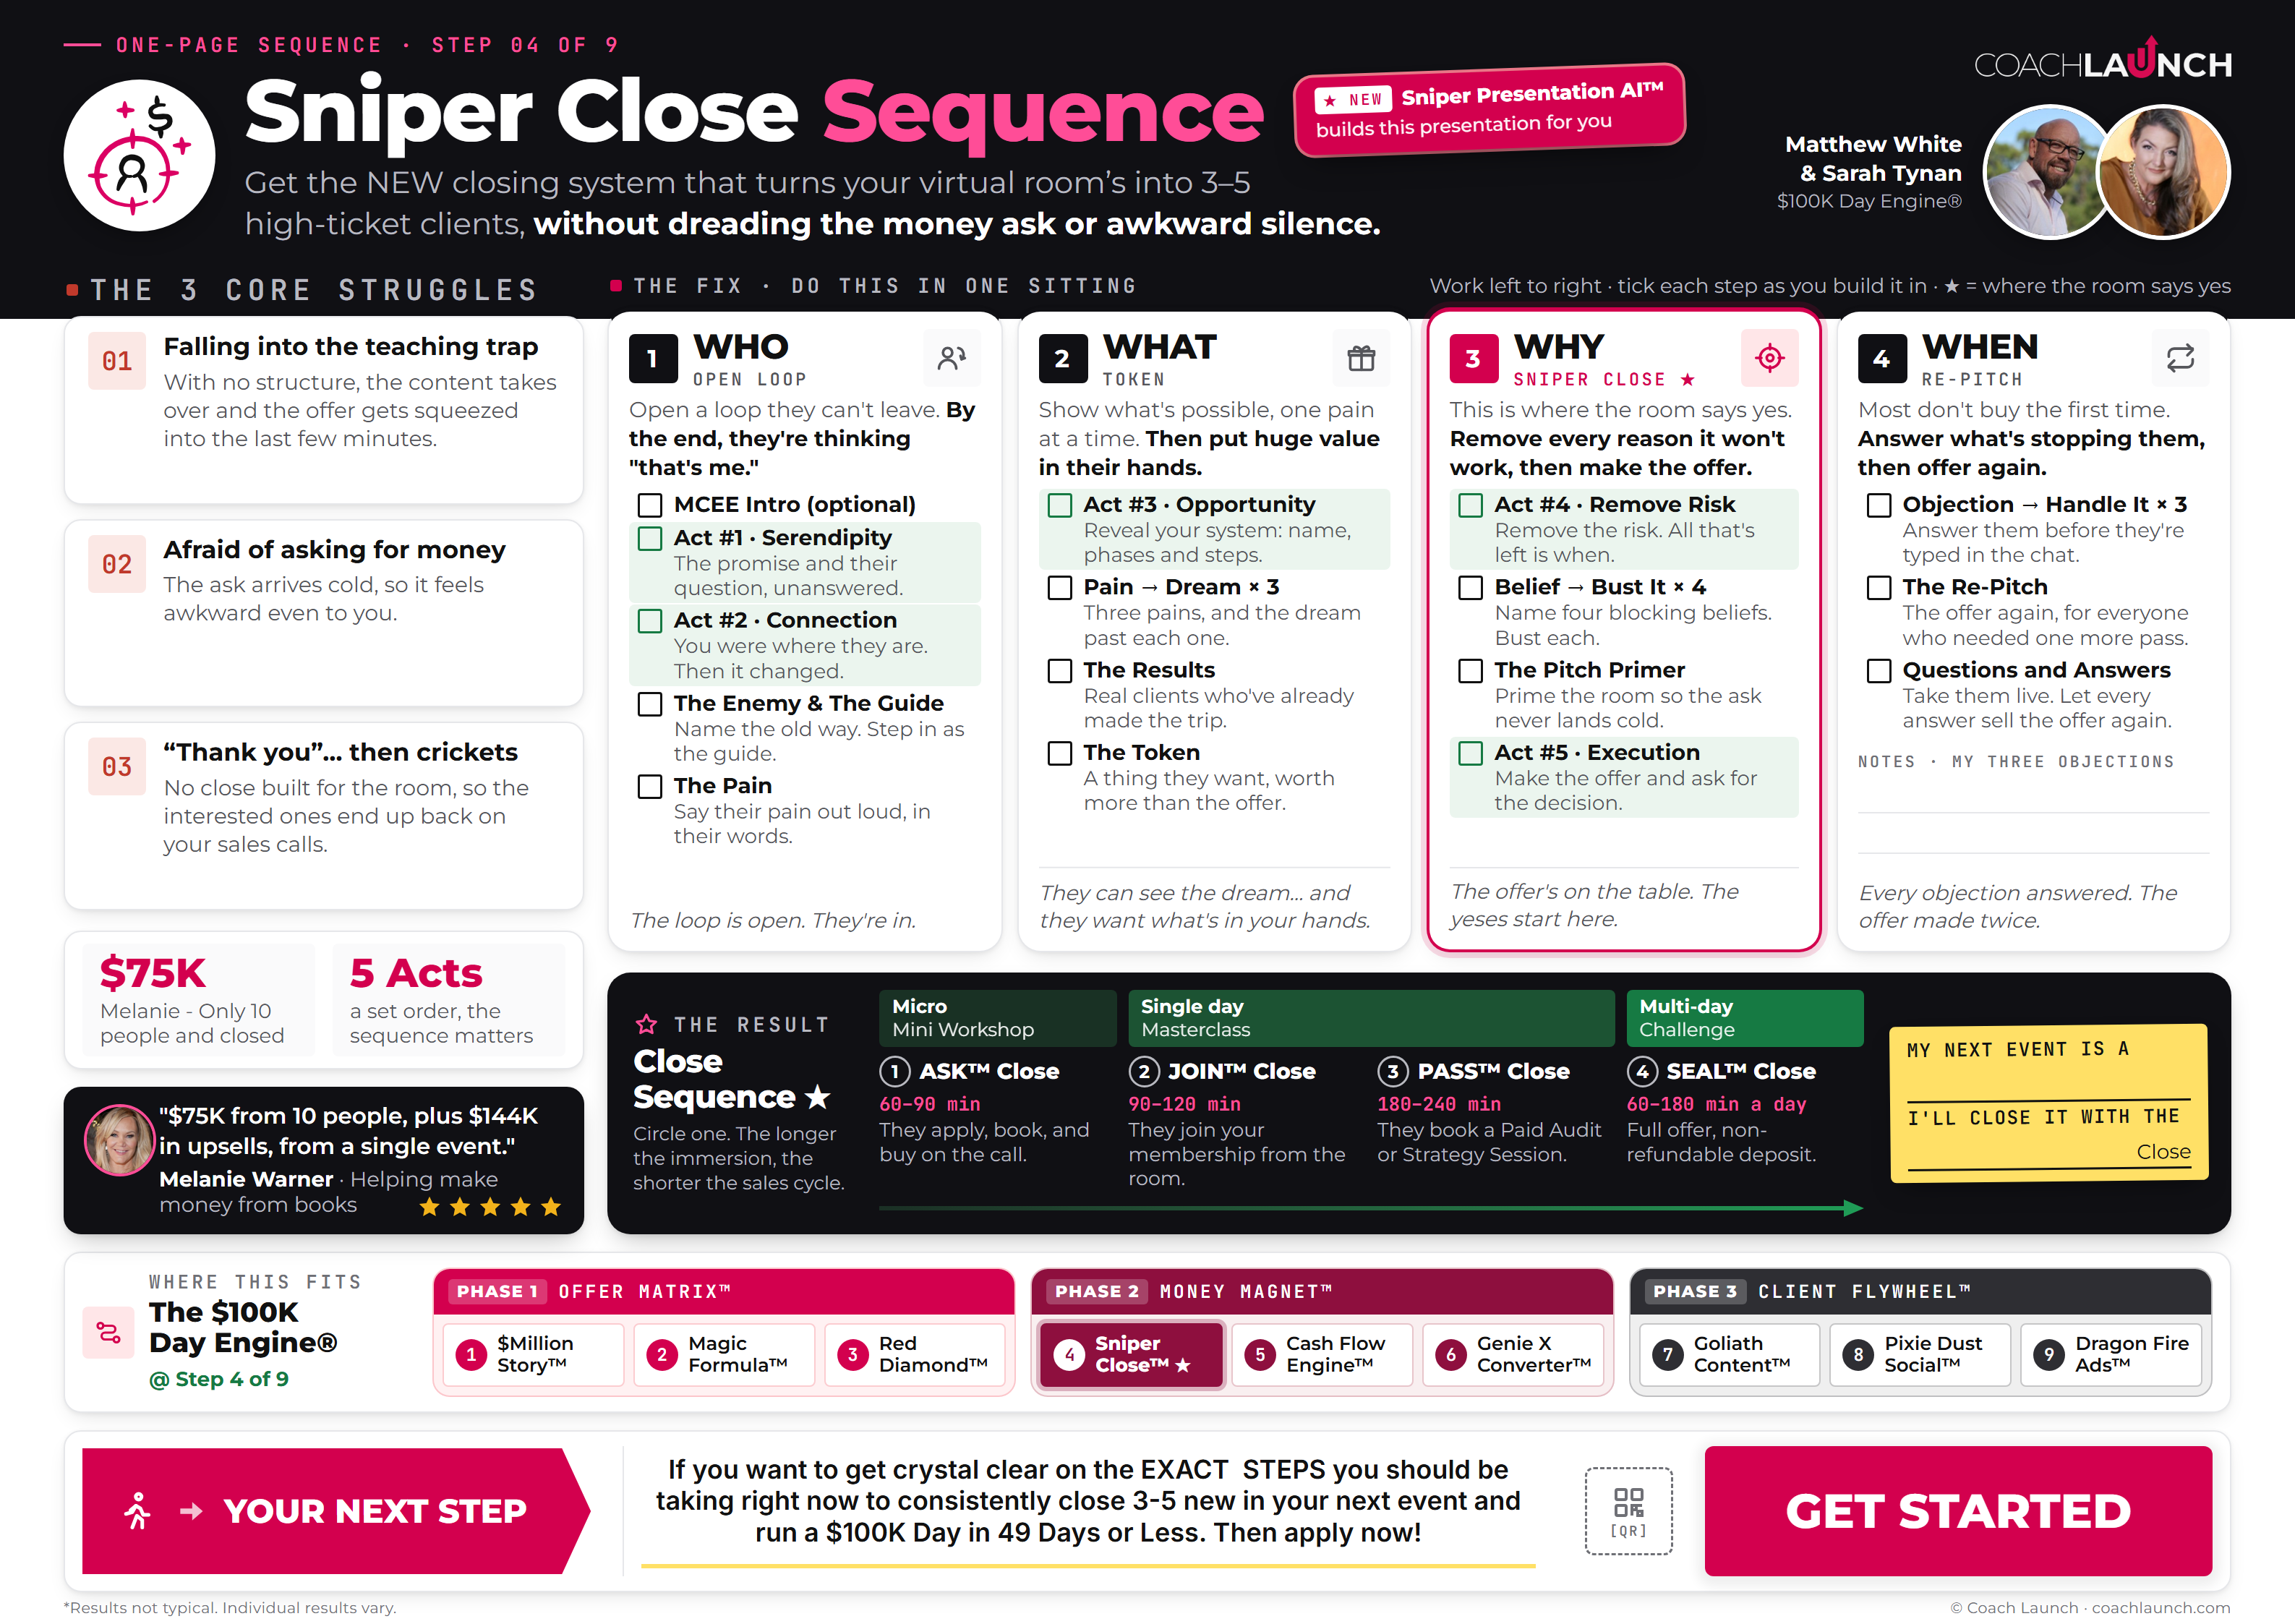 ONE-PAGE SEQUENCE · STEP 04 OF 9
Sniper Close Sequence
Get the NEW closing system that turns your virtual room's into 3–5
high-ticket clients, without dreading the money ask or awkward silence.
★ NEW Sniper Presentation AI™
builds this presentation for you
COACHLAUNCH
Matthew White
& Sarah Tynan
$100K Day Engine®
THE 3 CORE STRUGGLES
01
Falling into the teaching trap
With no structure, the content takes
over and the offer gets squeezed
into the last few minutes.
02
Afraid of asking for money
The ask arrives cold, so it feels
awkward even to you.
03
“Thank you”... then crickets
No close built for the room, so the
interested ones end up back on
your sales calls.
$75K
Melanie - Only 10
people and closed
5 Acts
a set order, the
sequence matters
"$75K from 10 people, plus $144K
in upsells, from a single event."
Melanie Warner · Helping make
money from books
★ ★ ★ ★ ★
THE FIX · DO THIS IN ONE SITTING
Work left to right · tick each step as you build it in · ★ = where the room says yes
1 WHO
OPEN LOOP
Open a loop they can't leave. By
the end, they're thinking
"that's me."
MCEE Intro (optional)
Act #1 · Serendipity
The promise and their
question, unanswered.
Act #2 · Connection
You were where they are.
Then it changed.
The Enemy & The Guide
Name the old way. Step in as
the guide.
The Pain
Say their pain out loud, in
their words.
The loop is open. They're in.
2 WHAT
TOKEN
Show what's possible, one pain
at a time. Then put huge value
in their hands.
Act #3 · Opportunity
Reveal your system: name,
phases and steps.
Pain → Dream × 3
Three pains, and the dream
past each one.
The Results
Real clients who've already
made the trip.
The Token
A thing they want, worth
more than the offer.
They can see the dream... and
they want what's in your hands.
3 WHY
SNIPER CLOSE ★
This is where the room says yes.
Remove every reason it won't
work, then make the offer.
Act #4 · Remove Risk
Remove the risk. All that's
left is when.
Belief → Bust It × 4
Name four blocking beliefs.
Bust each.
The Pitch Primer
Prime the room so the ask
never lands cold.
Act #5 · Execution
Make the offer and ask for
the decision.
The offer's on the table. The
yeses start here.
4 WHEN
RE-PITCH
Most don't buy the first time.
Answer what's stopping them,
then offer again.
Objection → Handle It × 3
Answer them before they're
typed in the chat.
The Re-Pitch
The offer again, for everyone
who needed one more pass.
Questions and Answers
Take them live. Let every
answer sell the offer again.
NOTES · MY THREE OBJECTIONS
Every objection answered. The
offer made twice.
THE RESULT
Close
Sequence ★
Circle one. The longer
the immersion, the
shorter the sales cycle.
Micro
Mini Workshop
Single day
Masterclass
Multi-day
Challenge
1 ASK™ Close
60–90 min
They apply, book, and
buy on the call.
2 JOIN™ Close
90–120 min
They join your
membership from the
room.
3 PASS™ Close
180–240 min
They book a Paid Audit
or Strategy Session.
4 SEAL™ Close
60–180 min a day
Full offer, non-
refundable deposit.
MY NEXT EVENT IS A
I'LL CLOSE IT WITH THE
Close
WHERE THIS FITS
The $100K
Day Engine®
@ Step 4 of 9
PHASE 1 OFFER MATRIX™
1 $Million
Story™
2 Magic
Formula™
3 Red
Diamond™
PHASE 2 MONEY MAGNET™
4 Sniper
Close™ ★
5 Cash Flow
Engine™
6 Genie X
Converter™
PHASE 3 CLIENT FLYWHEEL™
7 Goliath
Content™
8 Pixie Dust
Social™
9 Dragon Fire
Ads™
YOUR NEXT STEP
If you want to get crystal clear on the EXACT  STEPS you should be
taking right now to consistently close 3-5 new in your next event and
run a $100K Day in 49 Days or Less. Then apply now!
[QR]
GET STARTED
*Results not typical. Individual results vary.
© Coach Launch · coachlaunch.com